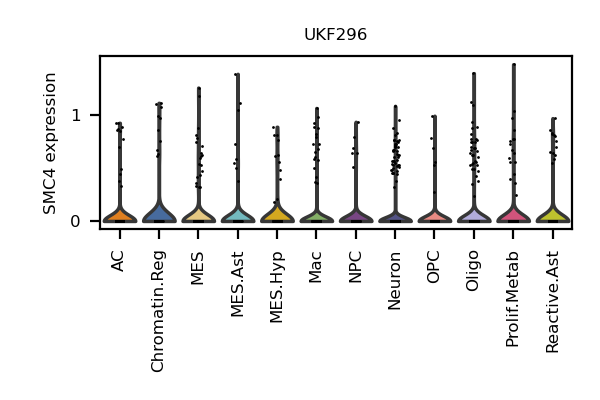 UKF296
SMC4 expression
1
0
AC
Chromatin.Reg
MES
MES.Ast
MES.Hyp
Mac
NPC
Neuron
OPC
Oligo
Prolif.Metab
Reactive.Ast